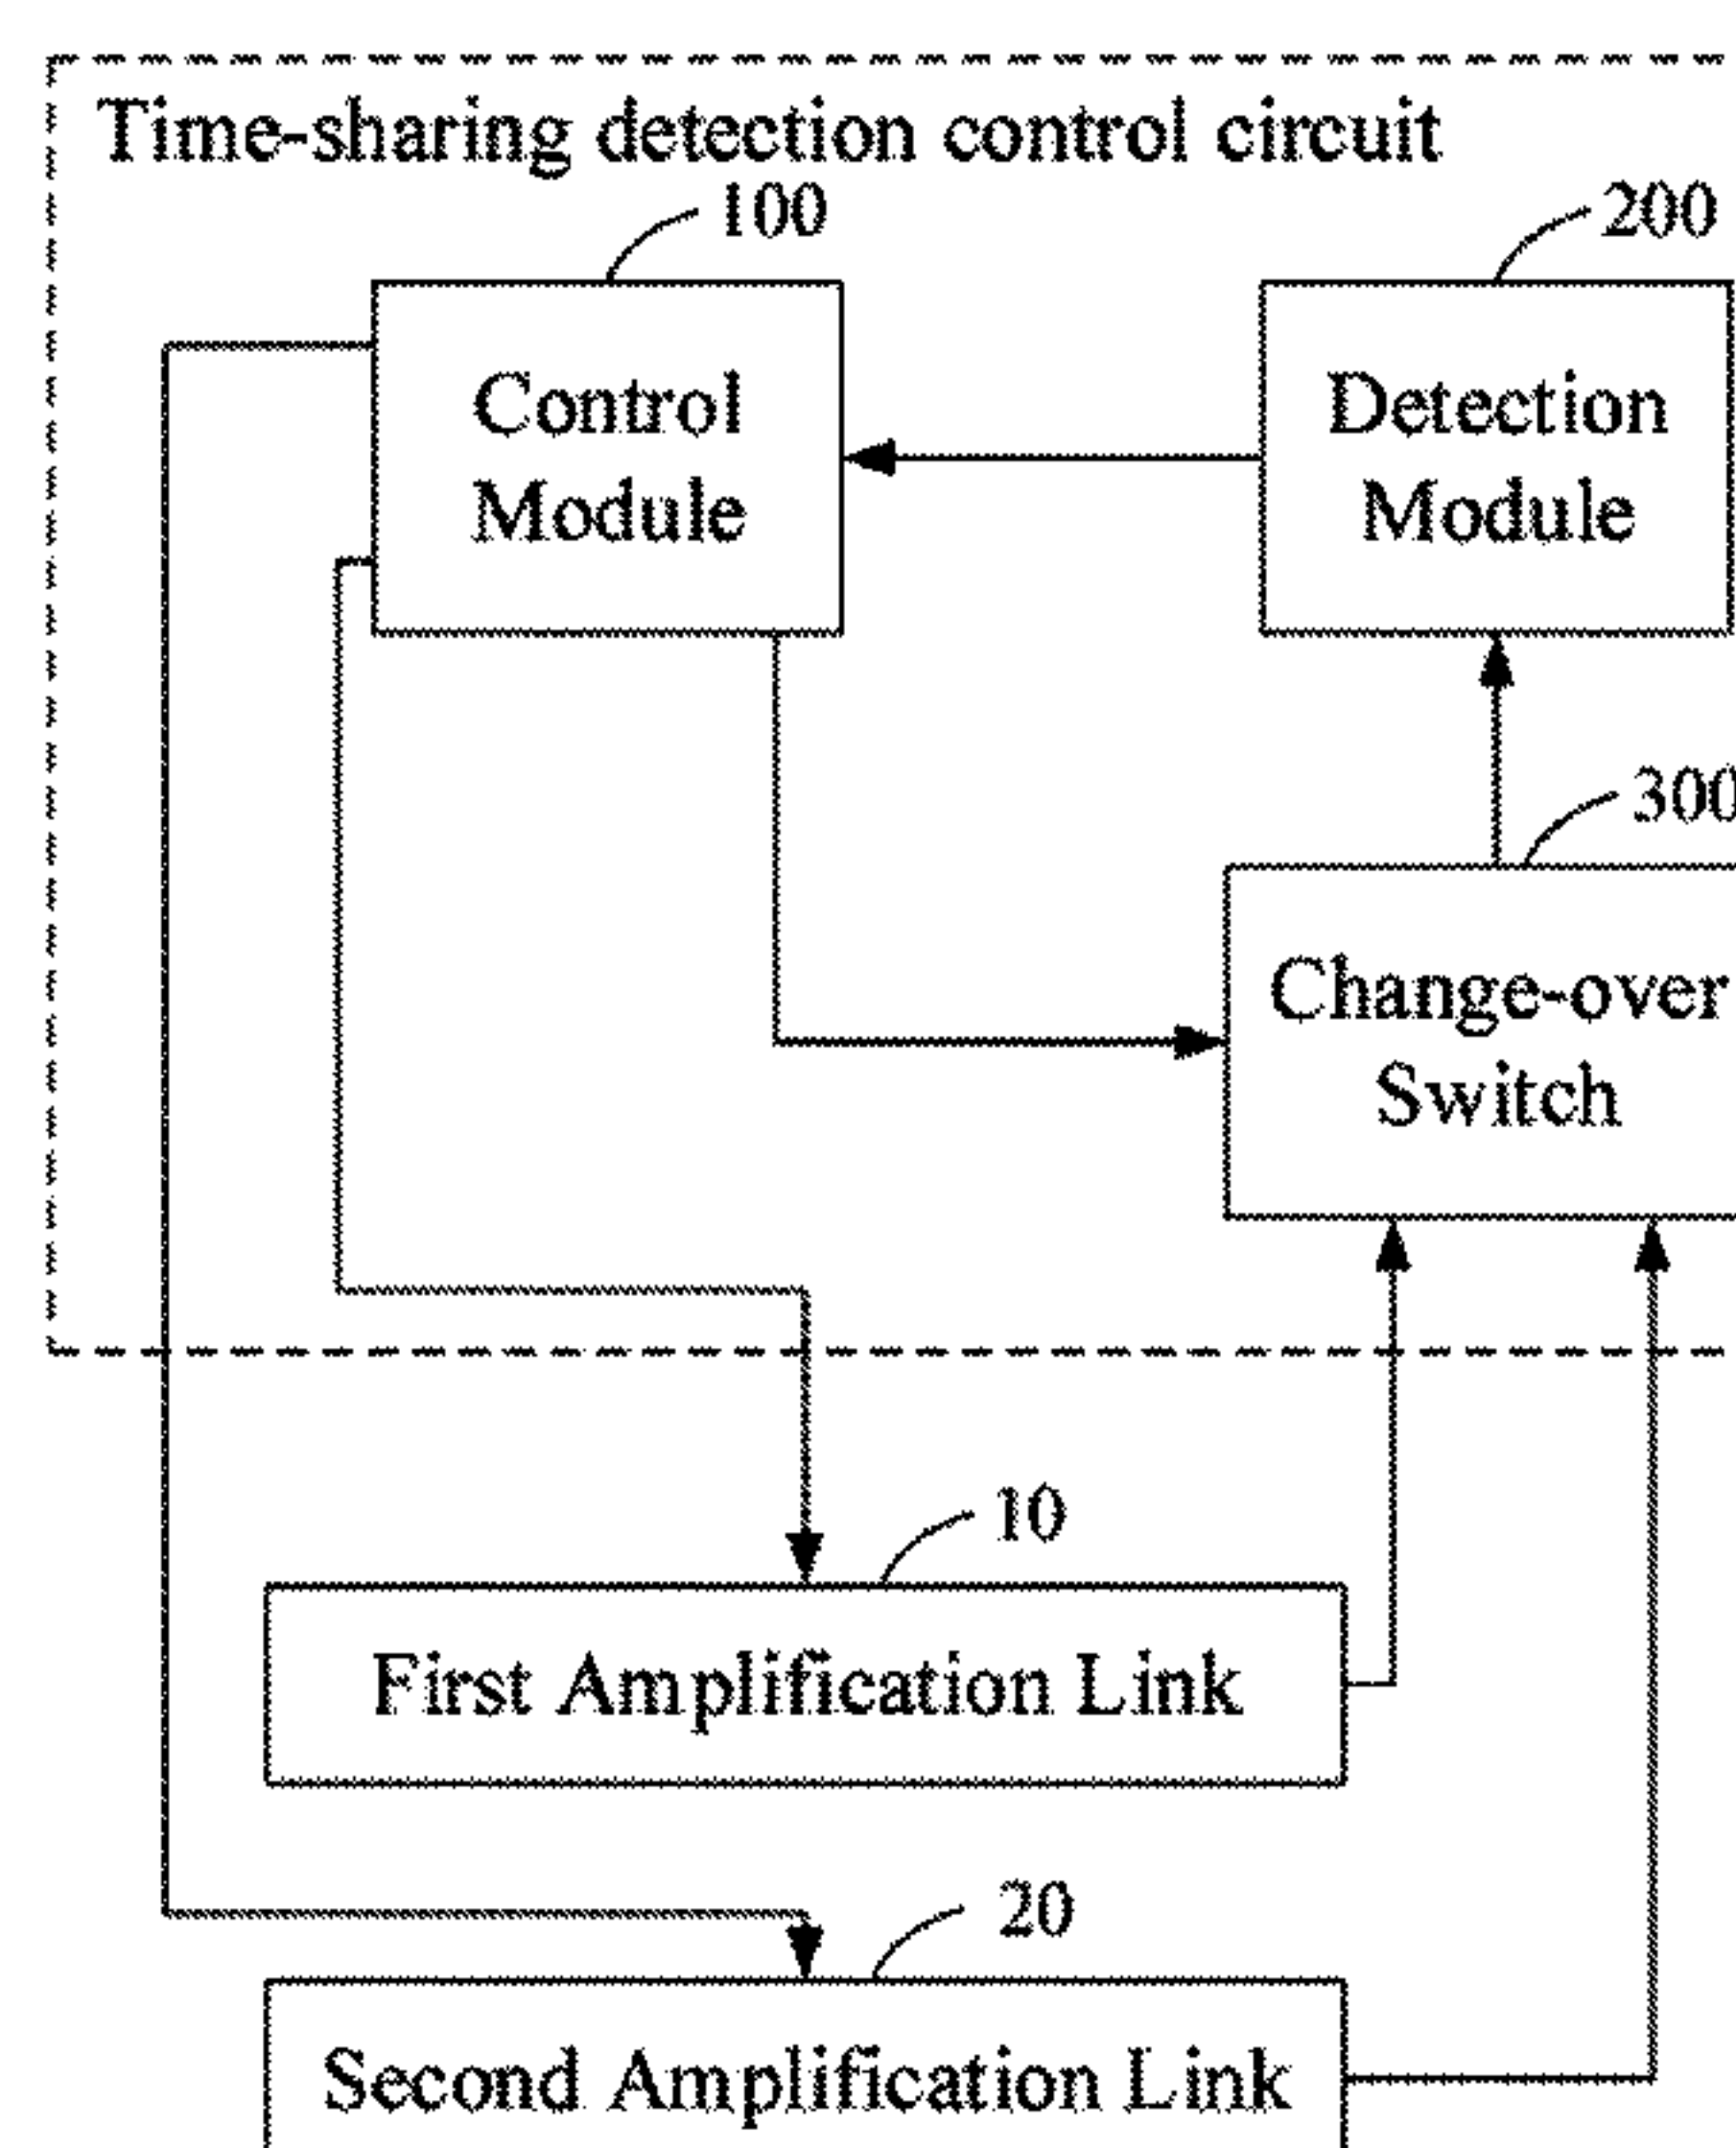 Time-sharing detection control circuit
100
200
Control
Module
Detection
Module
300
Change-over
Switch
10
First Amplification Link
20
Second Amplification Link